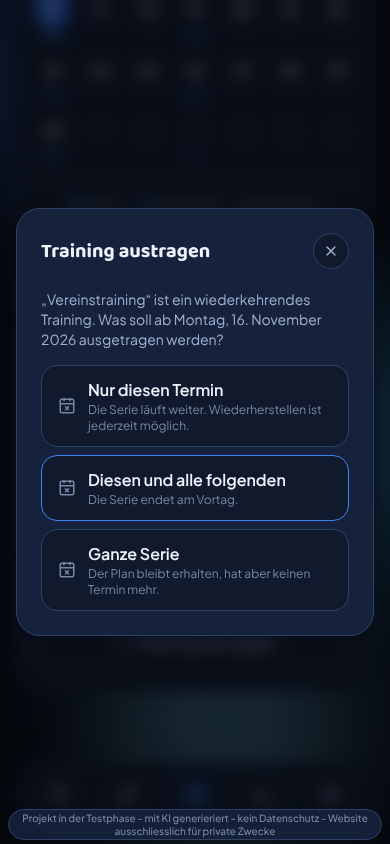 Training austragen
„Vereinstraining“ ist ein wiederkehrendes
Training. Was soll ab Montag, 16. November
2026 ausgetragen werden?
Nur diesen Termin
Die Serie läuft weiter. Wiederherstellen ist
jederzeit möglich.
Diesen und alle folgenden
Die Serie endet am Vortag.
Ganze Serie
Der Plan bleibt erhalten, hat aber keinen
Termin mehr.
Projekt in der Testphase - mit KI generieriert - kein Datenschutz - Website
ausschliesslich für private Zwecke